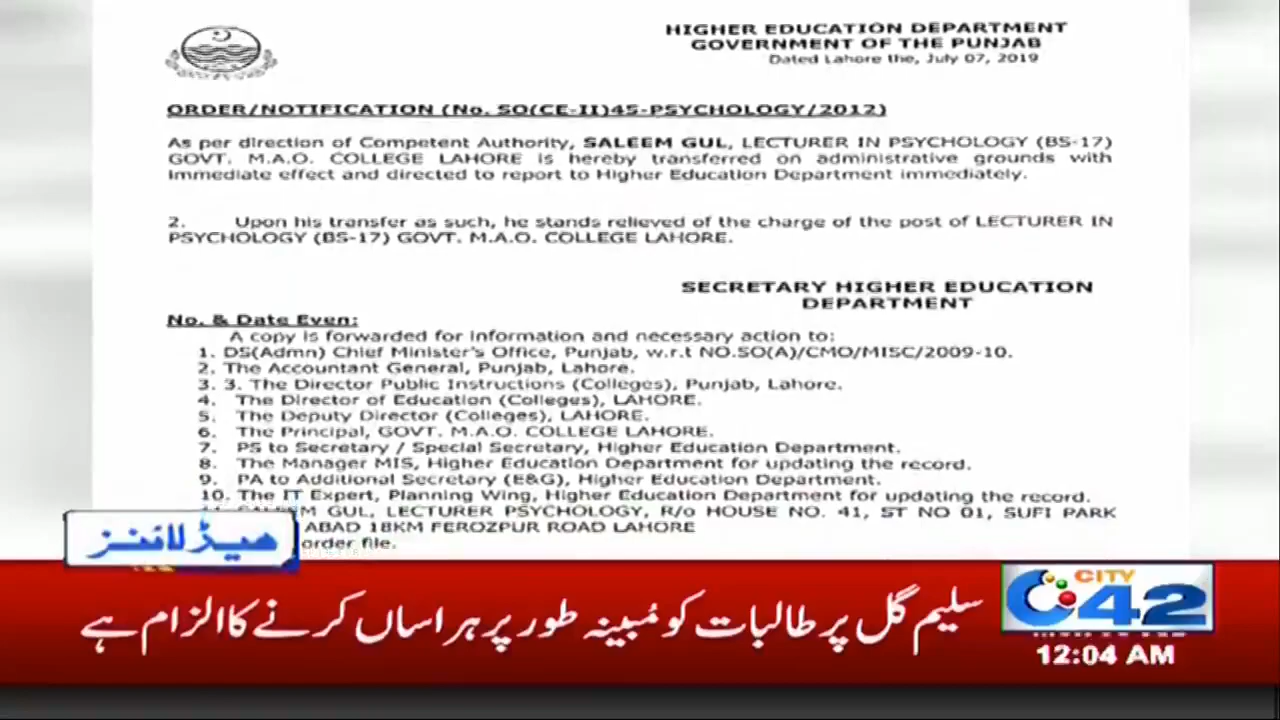 HIGHER EDUCATION DEPARTMENT
GOVERNMENT OF THE PUNJAB
Dated Lahore the, July 07, 2019
ORDER/NOTIFICATION (No. SO(CE-II)45-PSYCHOLOGY/2012)
As per direction of Competent Authority, SALEEM GUL, LECTURER IN PSYCHOLOGY (BS-17)
GOVT. M.A.O. COLLEGE LAHORE is hereby transferred on administrative grounds with
immediate effect and directed to report to Higher Education Department immediately.
2. Upon his transfer as such, he stands relieved of the charge of the post of LECTURER IN
PSYCHOLOGY (BS-17) GOVT. M.A.O. COLLEGE LAHORE.
SECRETARY HIGHER EDUCATION
DEPARTMENT
No. & Date Even:
A copy is forwarded for information and necessary action to:
1. DS(Admn) Chief Minister's Office, Punjab, w.r.t NO.SO(A)/CMO/MISC/2009-10.
2. The Accountant General, Punjab, Lahore.
3. 3. The Director Public Instructions (Colleges), Punjab, Lahore.
4. The Director of Education (Colleges), LAHORE.
5. The Deputy Director (Colleges), LAHORE.
6. The Principal, GOVT. M.A.O. COLLEGE LAHORE.
7. PS to Secretary / Special Secretary, Higher Education Department.
8. The Manager MIS, Higher Education Department for updating the record.
9. PA to Additional Secretary (E&G), Higher Education Department.
10. The IT Expert, Planning Wing, Higher Education Department for updating the record.
SALEEM GUL, LECTURER PSYCHOLOGY, R/o HOUSE NO. 41, ST NO 01, SUFI PARK
ABAD 18KM FEROZPUR ROAD LAHORE
order file.
ہیڈلائنز
سلیم گل پر طالبات کو مُبینہ طور پر ہراساں کرنے کا الزام ہے
CITY
42
12:04 AM